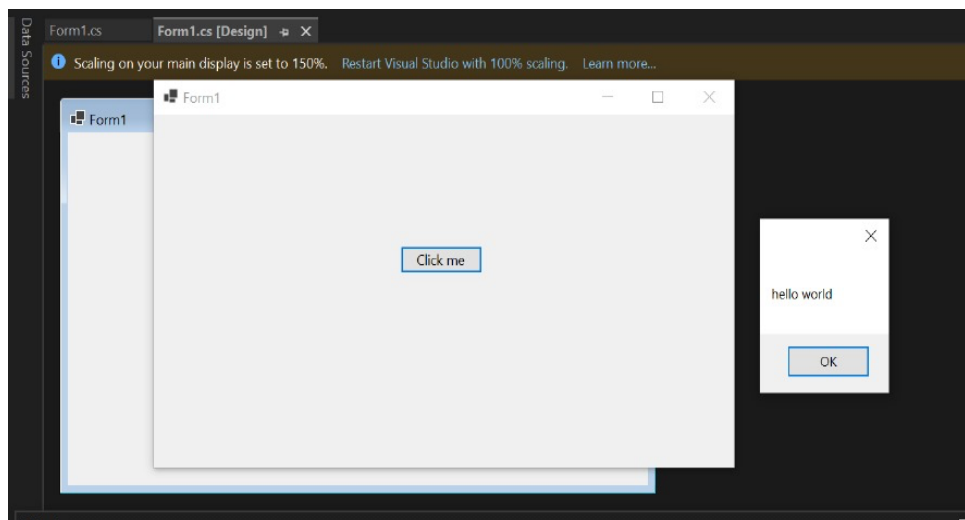 Data Sources
Form1.cs
Form1.cs [Design]
Scaling on your main display is set to 150%. Restart Visual Studio with 100% scaling. Learn more...
Form1
Form1
Click me
hello world
OK